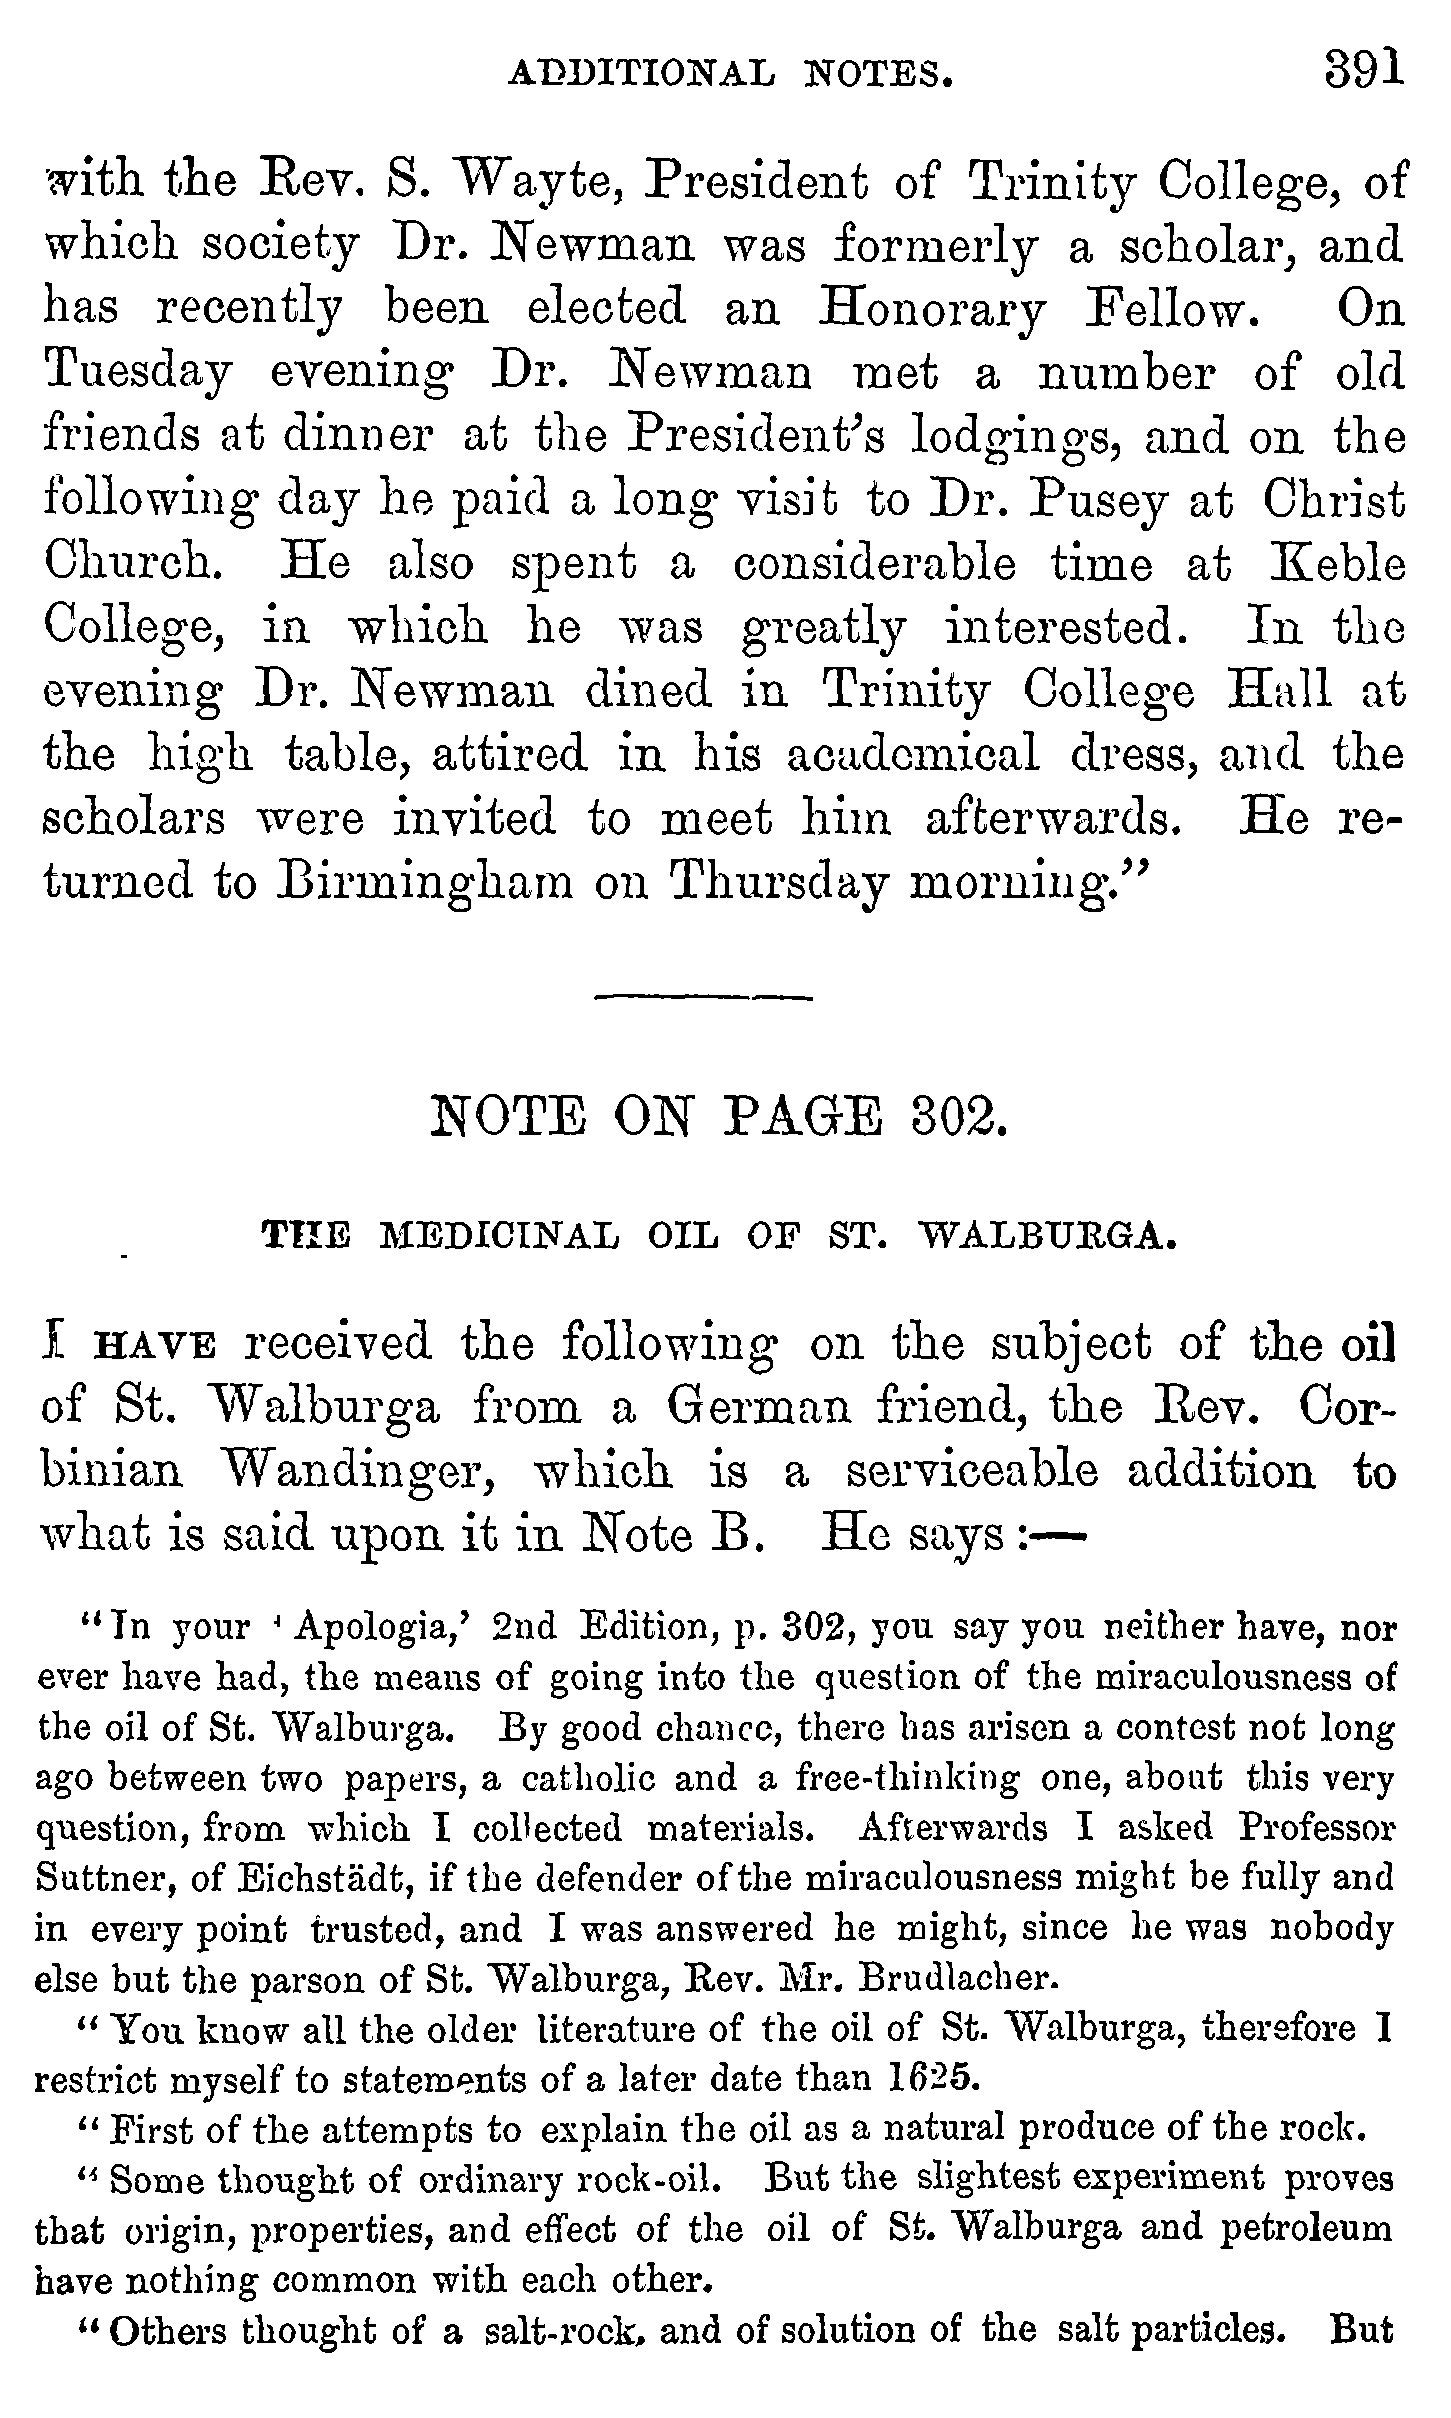 ADDITIONAL NOTES. 391
with the Rev. S. Wayte, President of Trinity College, of
which society Dr. Newman was formerly a scholar, and
has recently been elected an Honorary Fellow. On
Tuesday evening Dr. Newman met a number of old
friends at dinner at the President's lodgings, and on the
following day he paid a long visit to Dr. Pusey at Christ
Church. He also spent a considerable time at Keble
College, in which he was greatly interested. In the
evening Dr. Newman dined in Trinity College Hall at
the high table, attired in his academical dress, and the
scholars were invited to meet him afterwards. He re-
turned to Birmingham on Thursday morning."
NOTE ON PAGE 302.
THE MEDICINAL OIL OF ST. WALBURGA.
I HAVE received the following on the subject of the oil
of St. Walburga from a German friend, the Rev. Cor-
binian Wandinger, which is a serviceable addition to
what is said upon it in Note B. He says :—
"In your 'Apologia,' 2nd Edition, p. 302, you say you neither have, nor
ever have had, the means of going into the question of the miraculousness of
the oil of St. Walburga. By good chance, there has arisen a contest not long
ago between two papers, a catholic and a free-thinking one, about this very
question, from which I collected materials. Afterwards I asked Professor
Suttner, of Eichstädt, if the defender of the miraculousness might be fully and
in every point trusted, and I was answered he might, since he was nobody
else but the parson of St. Walburga, Rev. Mr. Brudlacher.
"You know all the older literature of the oil of St. Walburga, therefore I
restrict myself to statements of a later date than 1625.
"First of the attempts to explain the oil as a natural produce of the rock.
"Some thought of ordinary rock-oil. But the slightest experiment proves
that origin, properties, and effect of the oil of St. Walburga and petroleum
have nothing common with each other.
"Others thought of a salt-rock, and of solution of the salt particles. But